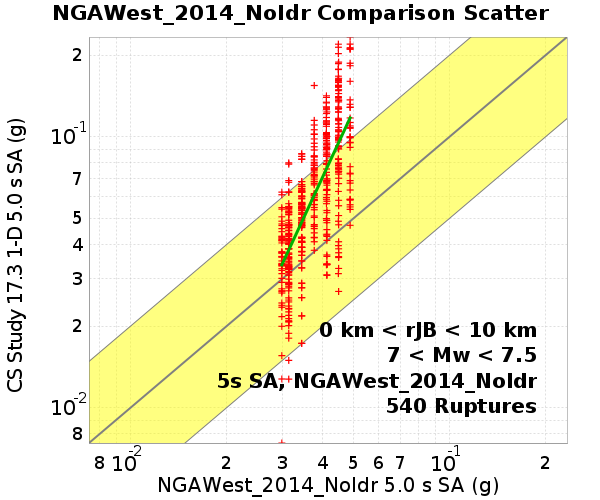 NGAWest_2014_NoIdr Comparison Scatter
CS Study 17.3 1-D 5.0 s SA (g)
2
10⁻¹
7
5
4
3
2
10⁻²
8
0 km < rJB < 10 km
7 < Mw < 7.5
5s SA, NGAWest_2014_NoIdr
540 Ruptures
8 10⁻² 2 3 4 5 6 7 10⁻¹ 2
NGAWest_2014_NoIdr 5.0 s SA (g)